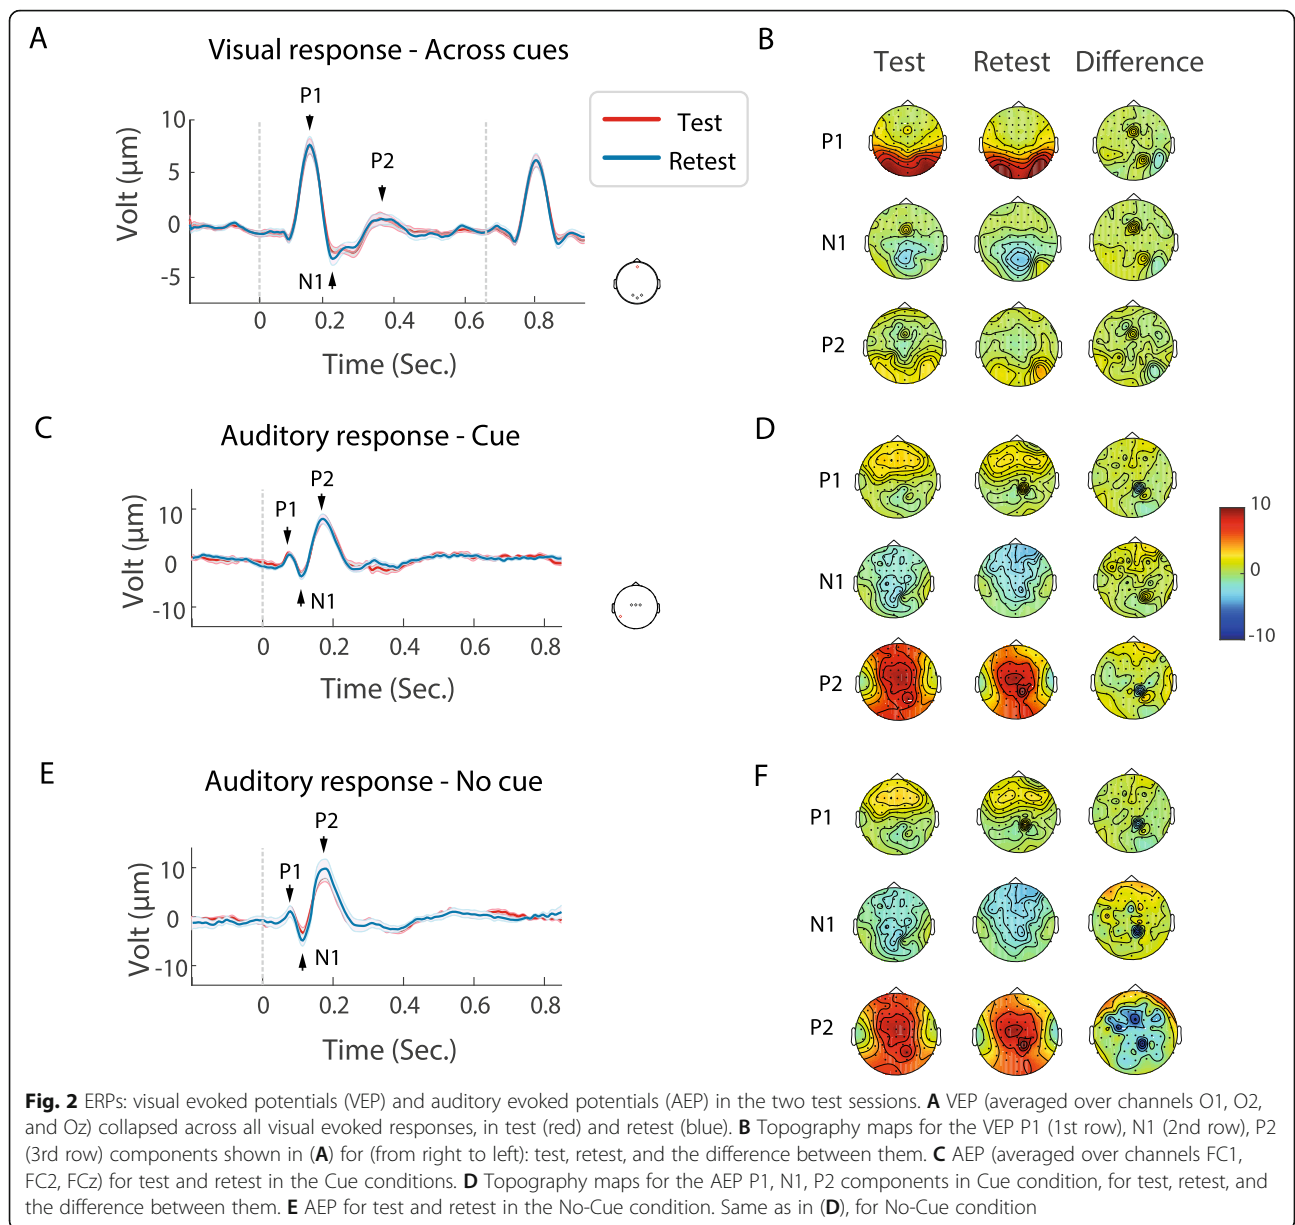 A
Visual response - Across cues
P1
P2
N1
Test
Retest
Volt (µm)
10
5
0
-5
0
0.2
0.4
0.6
0.8
Time (Sec.)
B
Test
Retest
Difference
P1
N1
P2
C
Auditory response - Cue
P2
P1
N1
Volt (µm)
10
0
-10
0
0.2
0.4
0.6
0.8
Time (Sec.)
D
P1
N1
P2
10
0
-10
E
Auditory response - No cue
P2
P1
N1
Volt (µm)
10
0
-10
0
0.2
0.4
0.6
0.8
Time (Sec.)
F
P1
N1
P2
Fig. 2 ERPs: visual evoked potentials (VEP) and auditory evoked potentials (AEP) in the two test sessions. A VEP (averaged over channels O1, O2,
and Oz) collapsed across all visual evoked responses, in test (red) and retest (blue). B Topography maps for the VEP P1 (1st row), N1 (2nd row), P2
(3rd row) components shown in (A) for (from right to left): test, retest, and the difference between them. C AEP (averaged over channels FC1,
FC2, FCz) for test and retest in the Cue conditions. D Topography maps for the AEP P1, N1, P2 components in Cue condition, for test, retest, and
the difference between them. E AEP for test and retest in the No-Cue condition. Same as in (D), for No-Cue condition